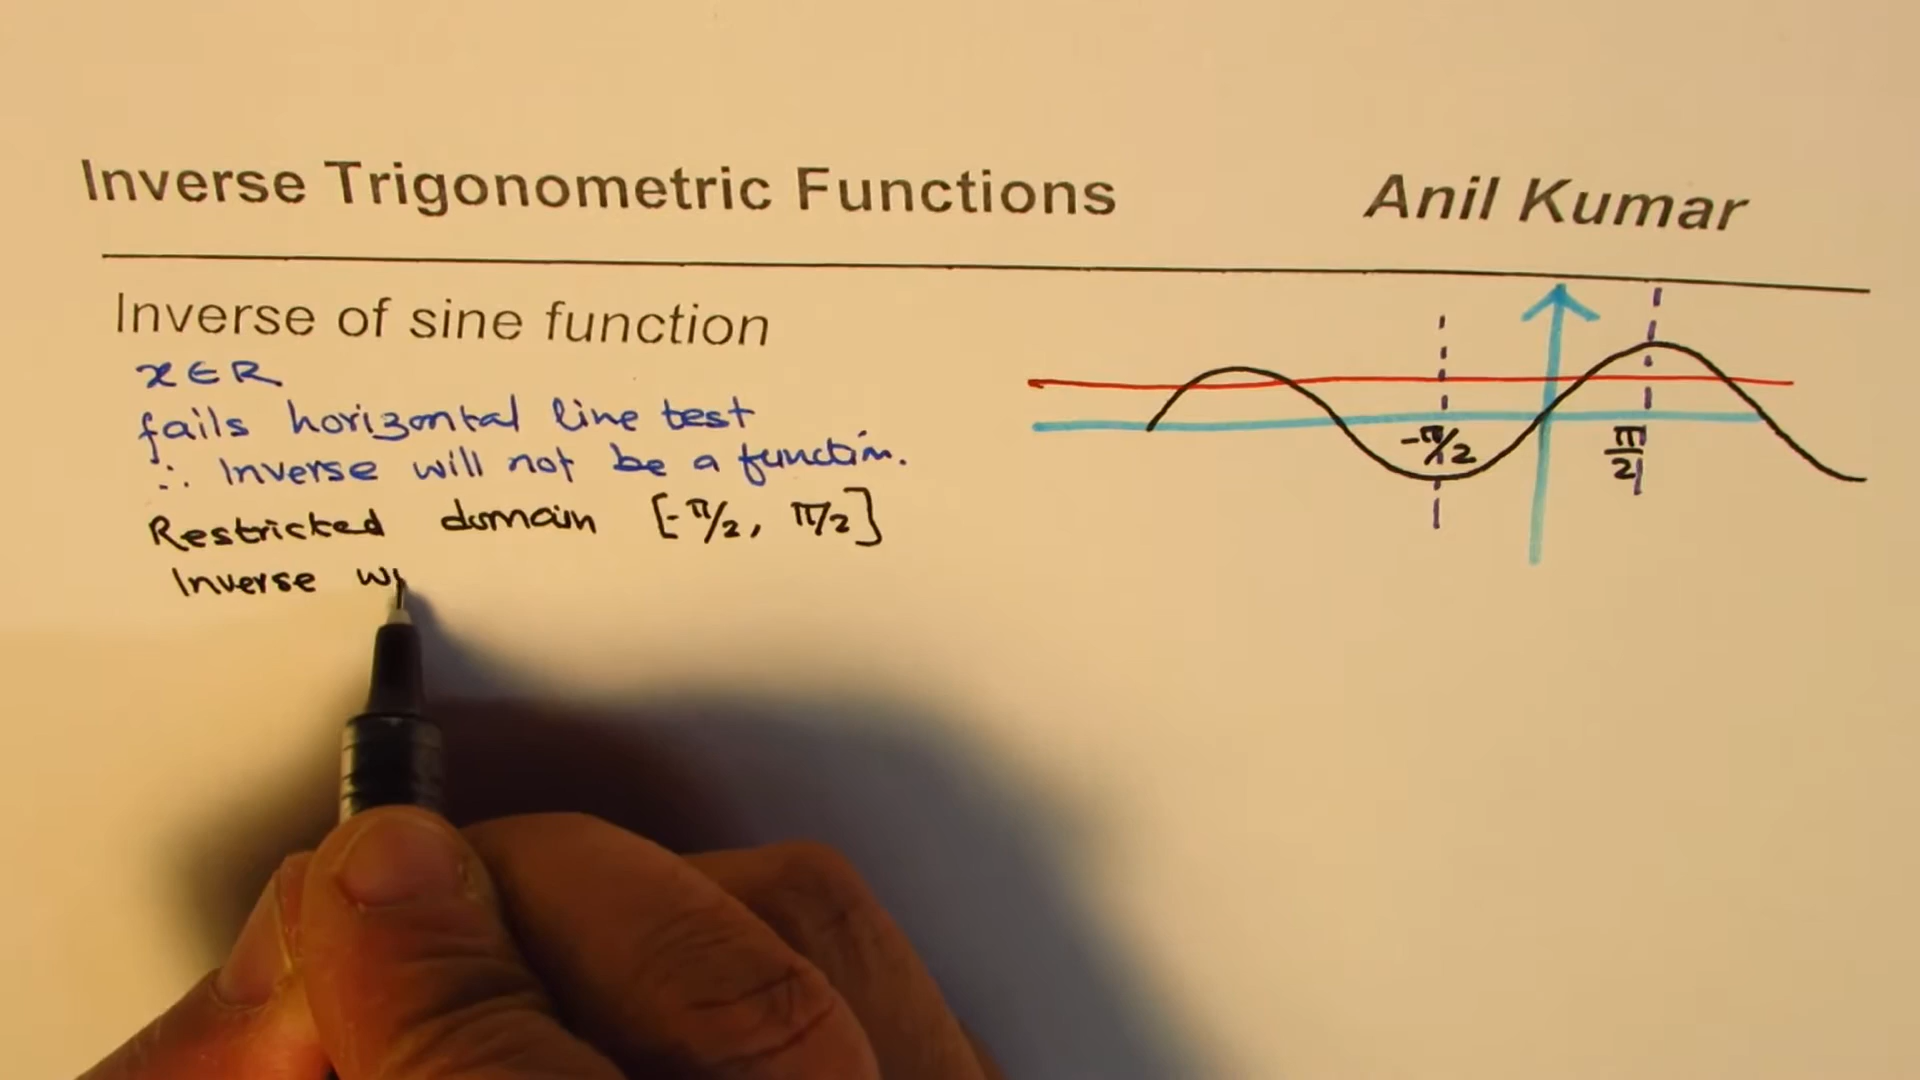 Inverse Trigonometric Functions
Anil Kumar
Inverse of sine function
x ∈ R
fails horizontal line test
∴ Inverse will not be a function.
Restricted domain [-π/2, π/2]
Inverse
-π/2
π/2